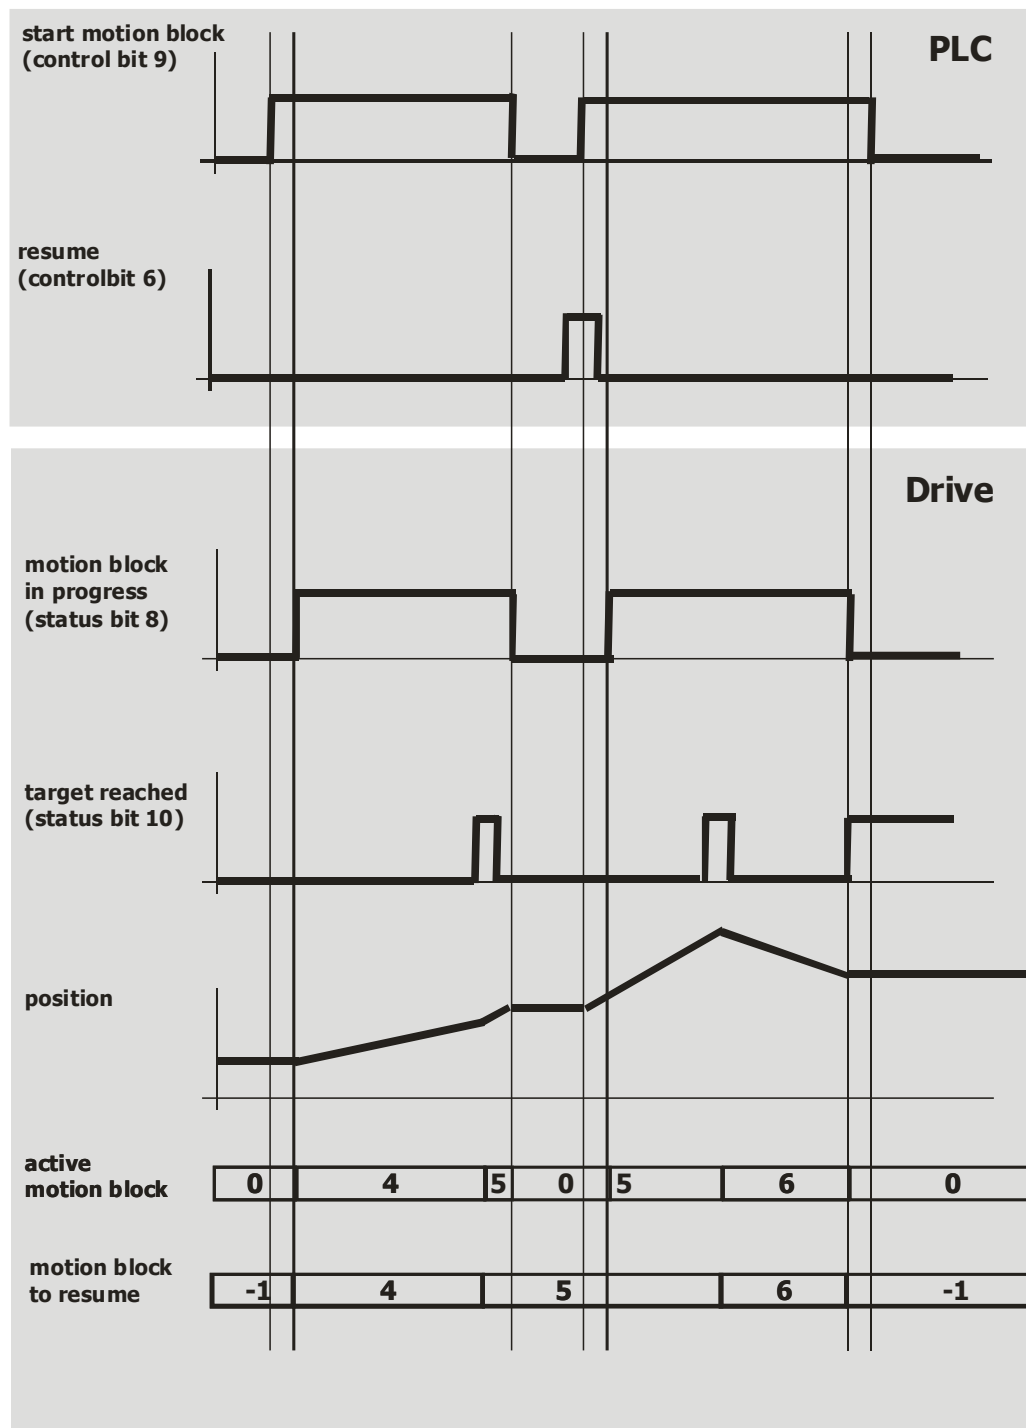 start motion block
(control bit 9)
PLC
resume
(controlbit 6)
Drive
motion block
in progress
(status bit 8)
target reached
(status bit 10)
position
active
motion block
0 4 5 0 5 6 0
motion block
to resume
-1 4 5 6 -1